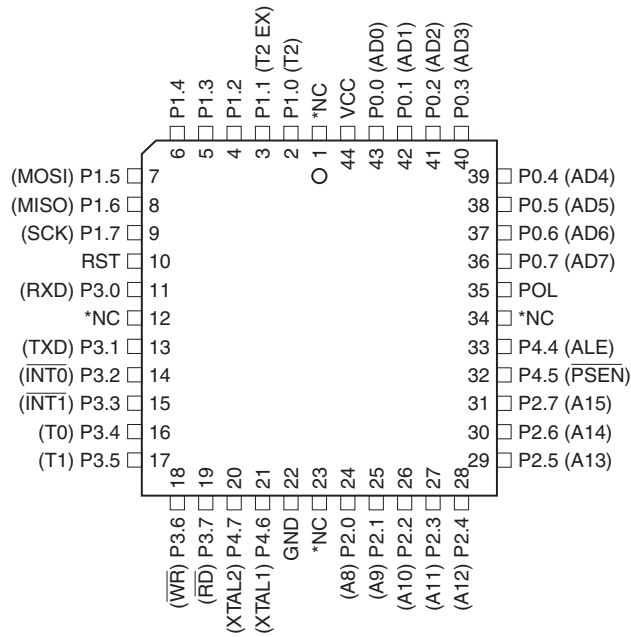 6 P1.4
5 P1.3
4 P1.2
3 P1.1 (T2 EX)
2 P1.0 (T2)
1 *NC
44 VCC
43 P0.0 (AD0)
42 P0.1 (AD1)
41 P0.2 (AD2)
40 P0.3 (AD3)
(MOSI) P1.5 7
(MISO) P1.6 8
(SCK) P1.7 9
RST 10
(RXD) P3.0 11
*NC 12
(TXD) P3.1 13
(INT0) P3.2 14
(INT1) P3.3 15
(T0) P3.4 16
(T1) P3.5 17
39 P0.4 (AD4)
38 P0.5 (AD5)
37 P0.6 (AD6)
36 P0.7 (AD7)
35 POL
34 *NC
33 P4.4 (ALE)
32 P4.5 (PSEN)
31 P2.7 (A15)
30 P2.6 (A14)
29 P2.5 (A13)
(WR) P3.6 18
(RD) P3.7 19
(XTAL2) P4.7 20
(XTAL1) P4.6 21
GND 22
*NC 23
(A8) P2.0 24
(A9) P2.1 25
(A10) P2.2 26
(A11) P2.3 27
(A12) P2.4 28